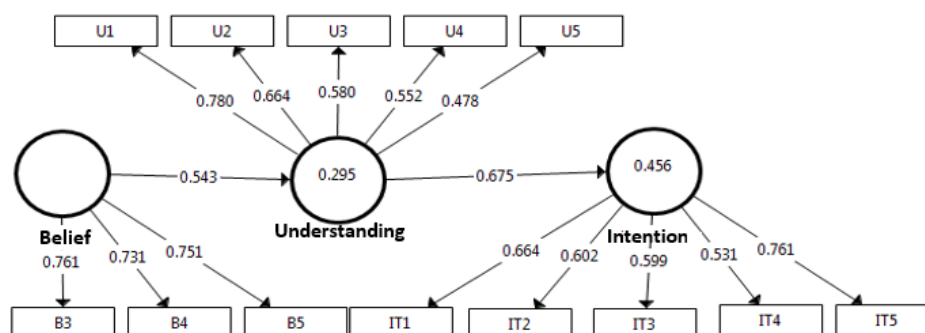 U1 U2 U3 U4 U5
0.780 0.664 0.580 0.552 0.478
0.543 0.295 0.675 0.456
Belief Understanding Intention
0.761 0.731 0.751 0.664 0.602 0.599 0.531 0.761
B3 B4 B5 IT1 IT2 IT3 IT4 IT5